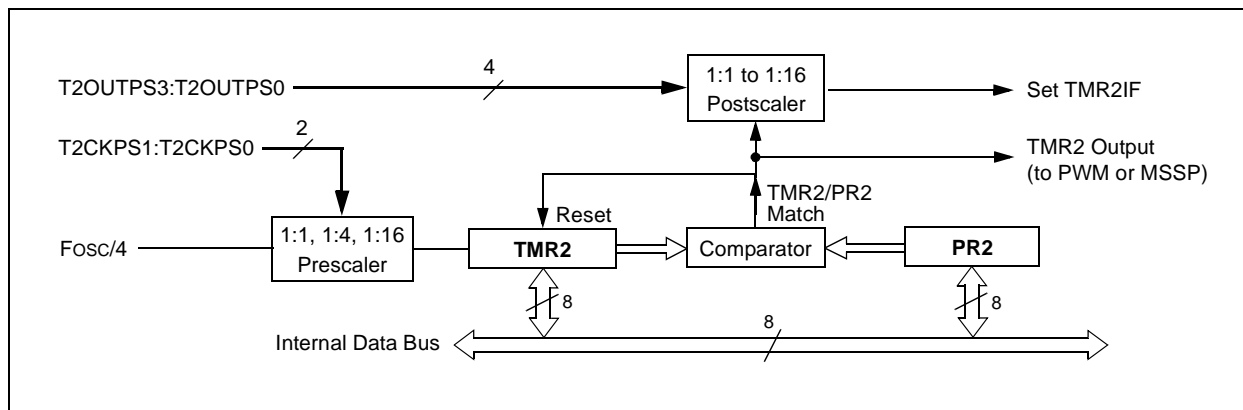 T2OUTPS3:T2OUTPS0
4
1:1 to 1:16
Postscaler
Set TMR2IF
T2CKPS1:T2CKPS0
2
TMR2 Output
(to PWM or MSSP)
TMR2/PR2
Match
Reset
FOSC/4
1:1, 1:4, 1:16
Prescaler
TMR2
Comparator
PR2
8
8
8
Internal Data Bus